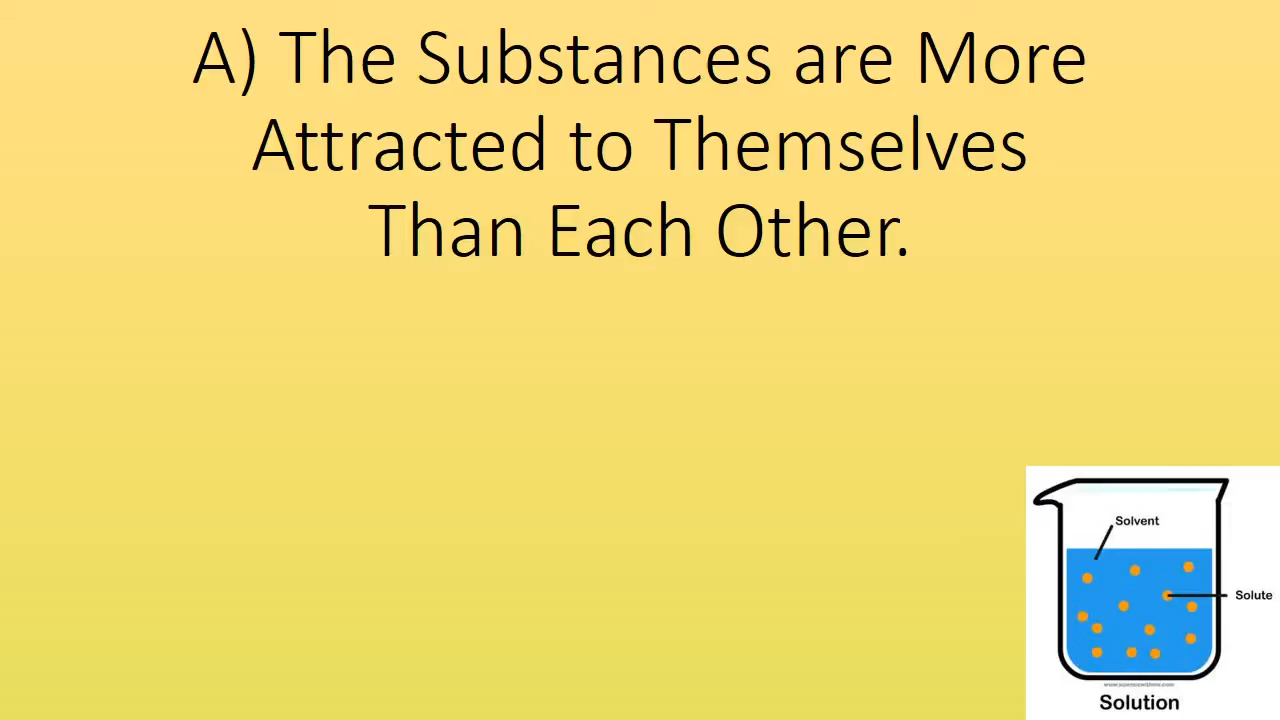 A) The Substances are More
Attracted to Themselves
Than Each Other.
Solvent
Solute
Solution